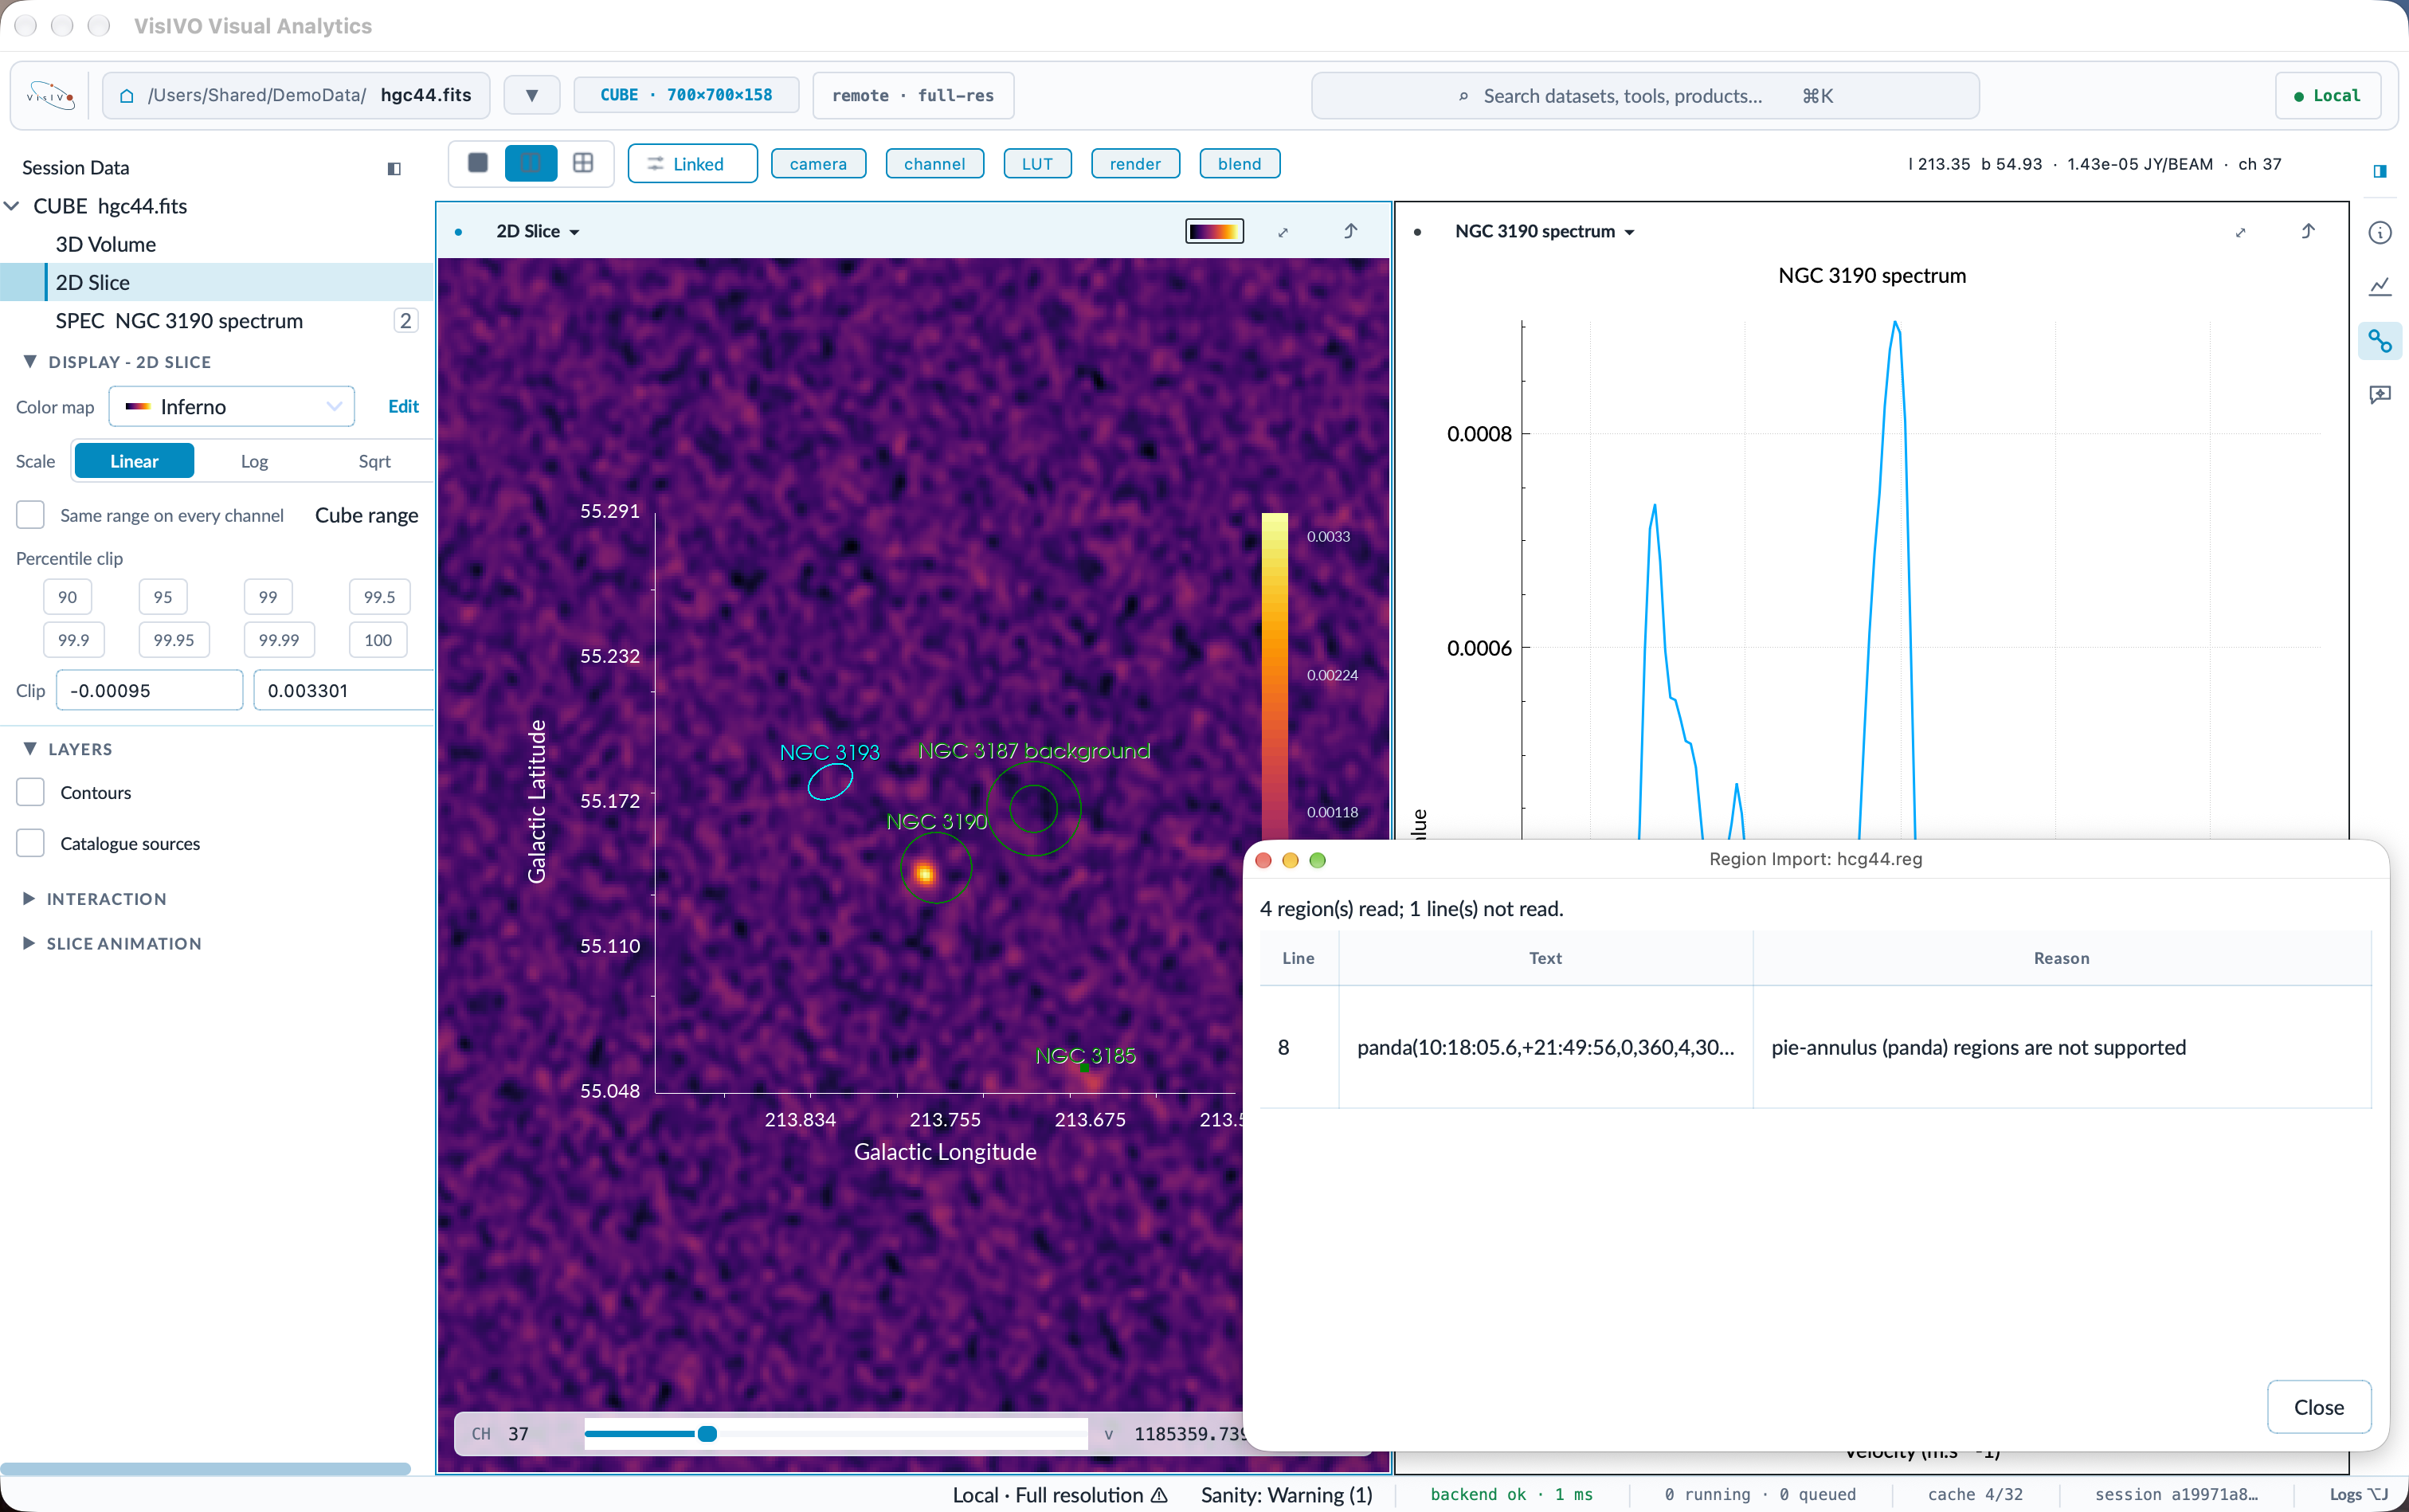 VisIVO Visual Analytics
VisIVO
/Users/Shared/DemoData/ hgc44.fits
CUBE · 700×700×158
remote · full-res
Search datasets, tools, products... ⌘K
Local
Session Data
CUBE hgc44.fits
3D Volume
2D Slice
SPEC NGC 3190 spectrum 2
DISPLAY - 2D SLICE
Color map Inferno Edit
Scale Linear Log Sqrt
Same range on every channel Cube range
Percentile clip
90 95 99 99.5
99.9 99.95 99.99 100
Clip -0.00095 0.003301
LAYERS
Contours
Catalogue sources
INTERACTION
SLICE ANIMATION
Linked camera channel LUT render blend
l 213.35 b 54.93 · 1.43e-05 JY/BEAM · ch 37
2D Slice
55.291
55.232
55.172
55.110
55.048
Galactic Latitude
213.834 213.755 213.675 213.5
Galactic Longitude
NGC 3193
NGC 3187 background
NGC 3190
NGC 3185
0.0033
0.00224
0.00118
CH 37 v 1185359.739
NGC 3190 spectrum
NGC 3190 spectrum
0.0008
0.0006
alue
Velocity (m.s^-1)
Region Import: hcg44.reg
4 region(s) read; 1 line(s) not read.
Line Text Reason
8 panda(10:18:05.6,+21:49:56,0,360,4,30... pie-annulus (panda) regions are not supported
Close
Local · Full resolution ⚠ Sanity: Warning (1) backend ok · 1 ms 0 running · 0 queued cache 4/32 session a19971a8… Logs ⌥J